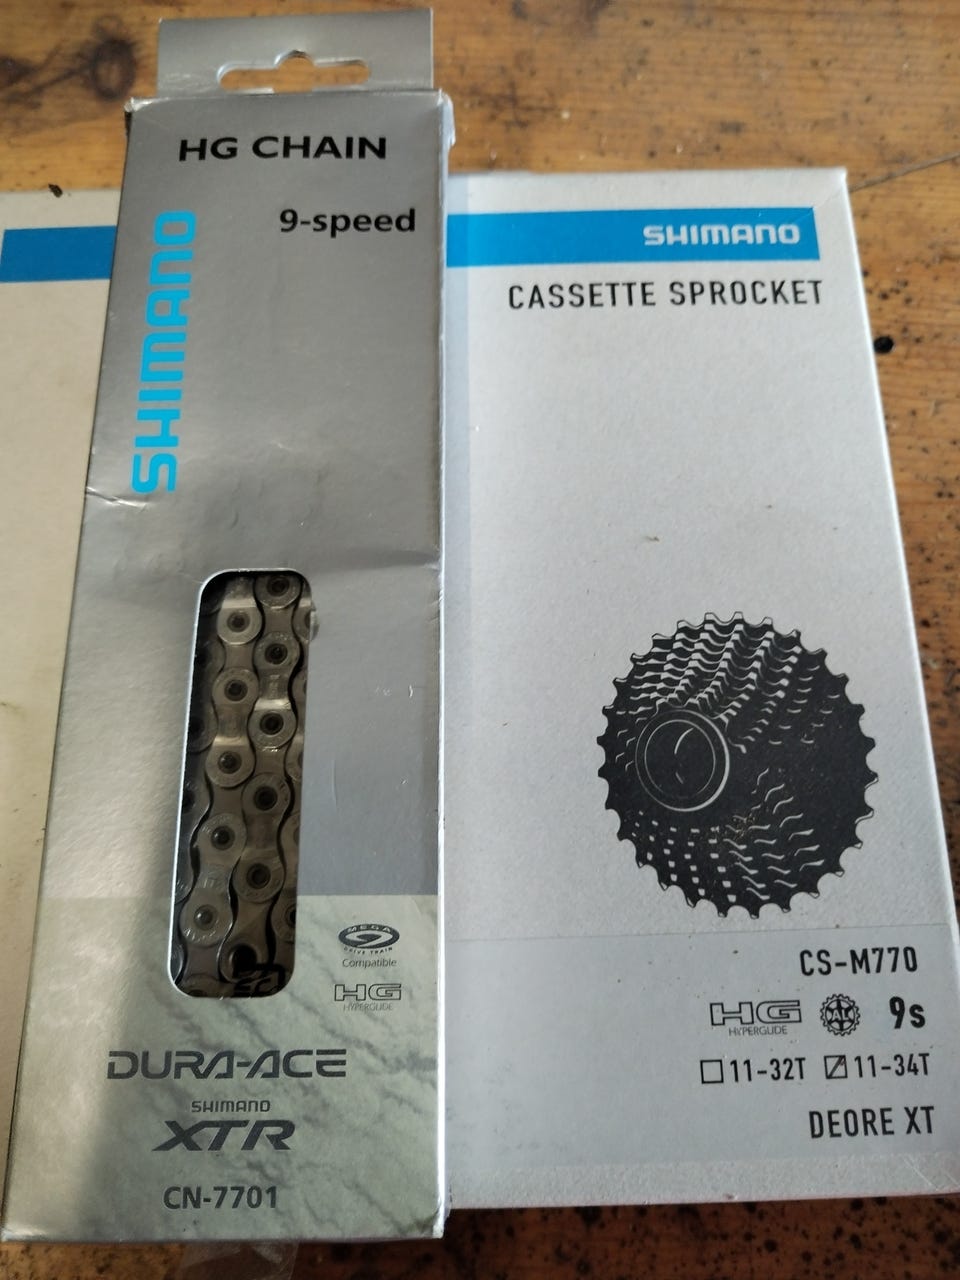 HG CHAIN
9-speed
SHIMANO
MEGA
9
DRIVE TRAIN
Compatible
HG
HYPERGLIDE
DURA-ACE
SHIMANO
XTR
CN-7701
SHIMANO
CASSETTE SPROCKET
CS-M770
HG
HYPERGLIDE
9s
11-32T 11-34T
DEORE XT